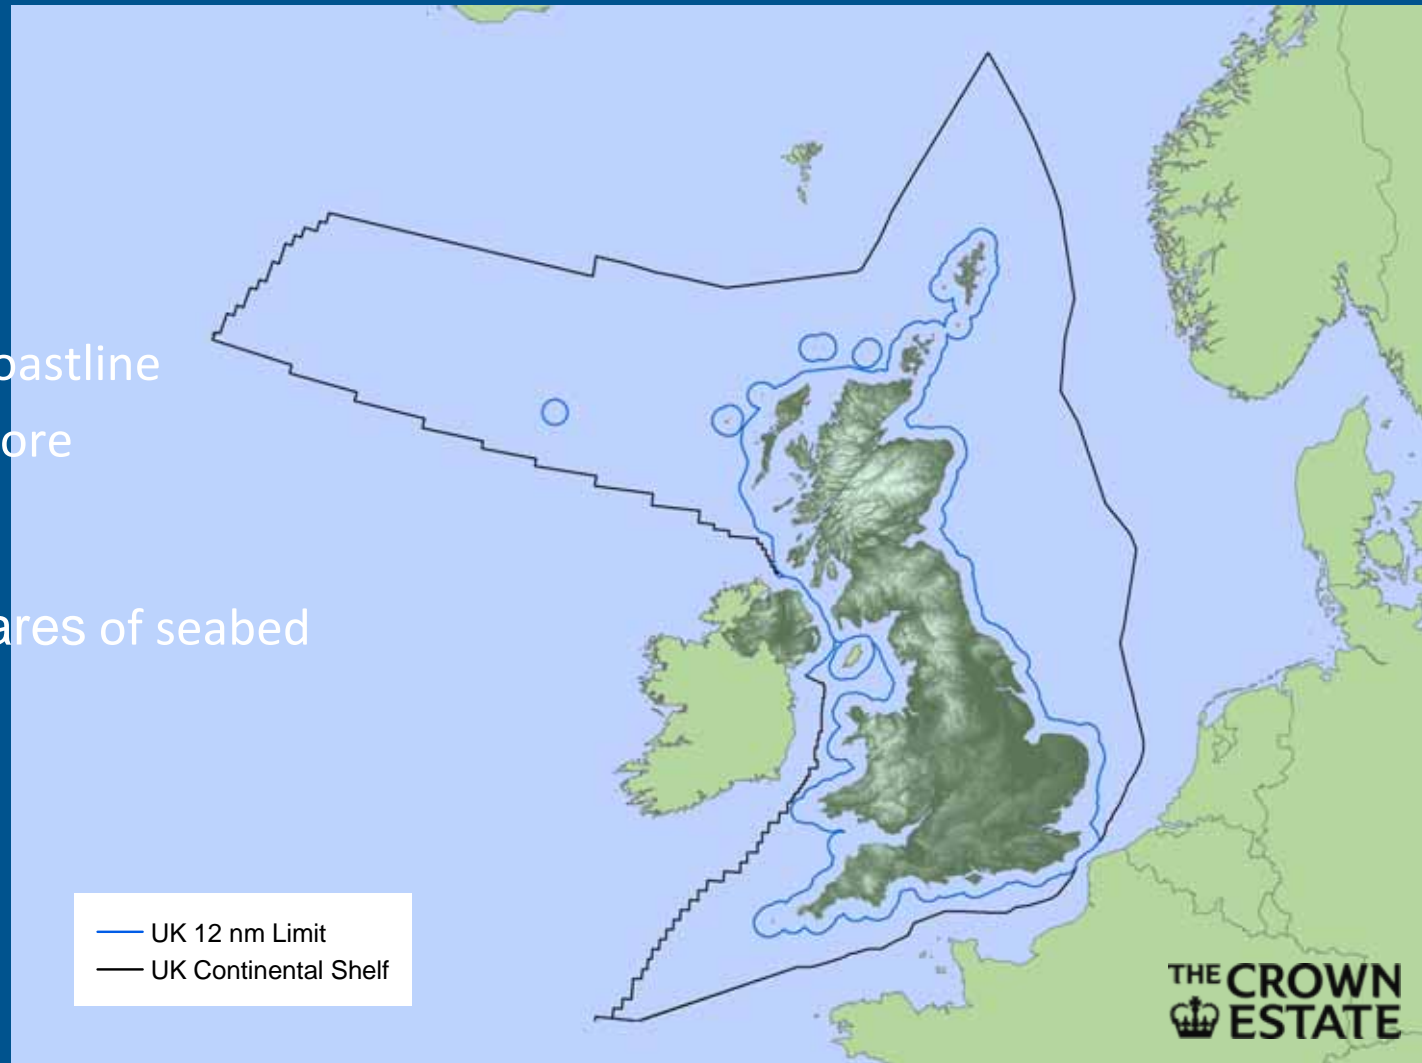 oastline
ore
ares of seabed
UK 12 nm Limit
UK Continental Shelf
THE CROWN
ESTATE